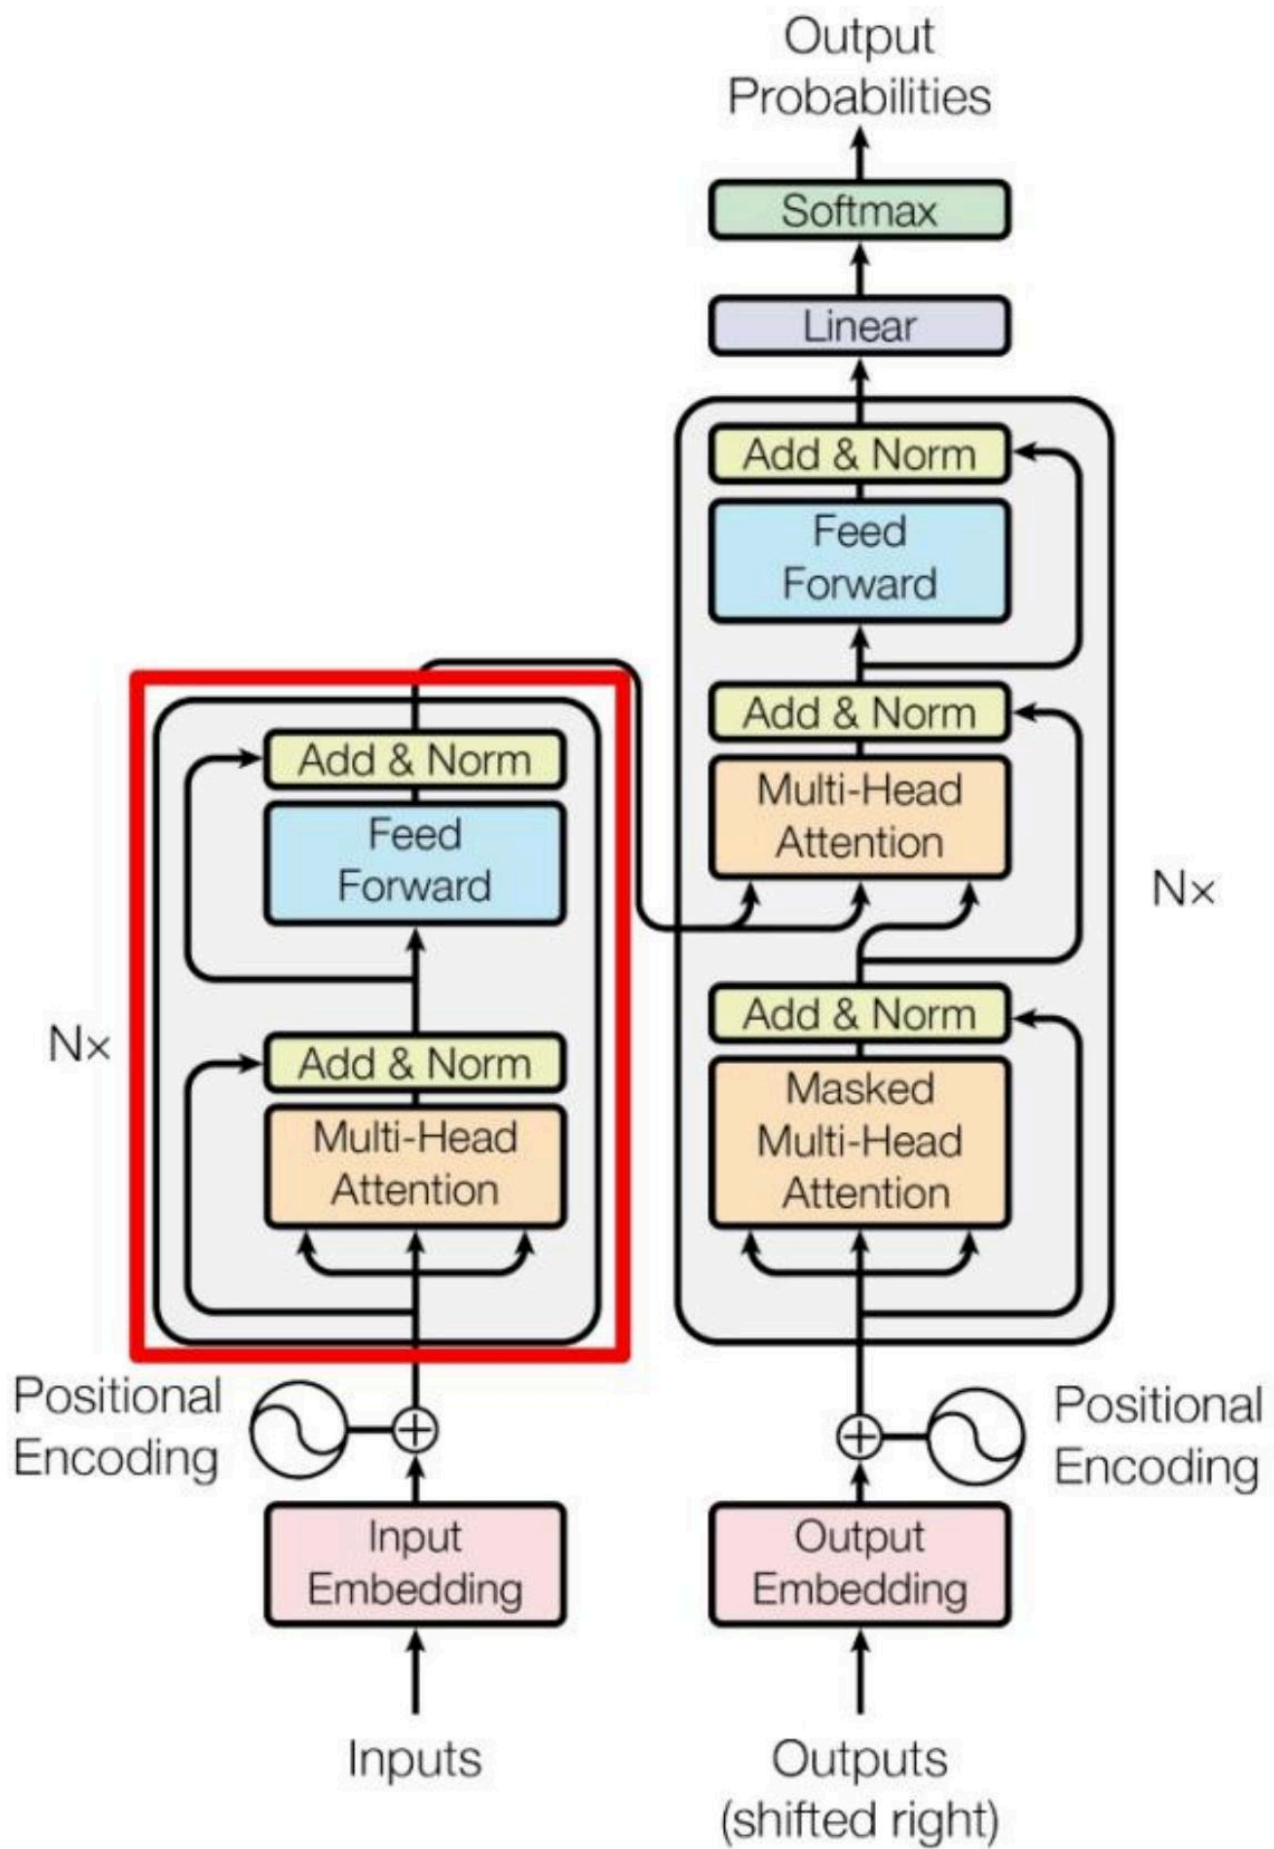 Output
Probabilities
Softmax
Linear
Add & Norm
Feed
Forward
Add & Norm
Multi-Head
Attention
Nx
Add & Norm
Masked
Multi-Head
Attention
Add & Norm
Feed
Forward
Nx
Add & Norm
Multi-Head
Attention
Positional
Encoding
Positional
Encoding
Input
Embedding
Output
Embedding
Inputs
Outputs
(shifted right)